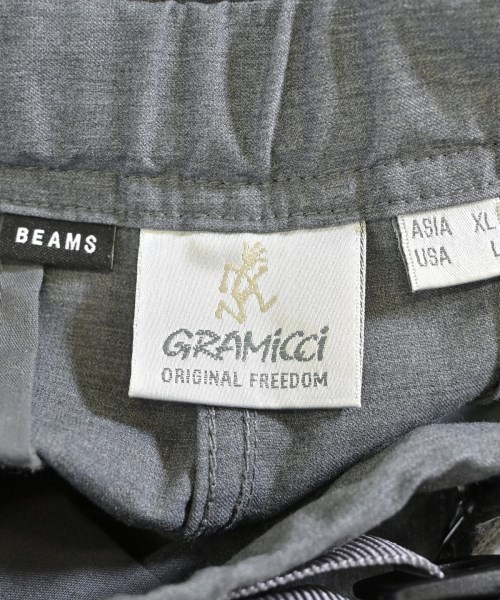 BEAMS
GRAMiCCi
ORIGINAL FREEDOM
ASIA XL
USA L